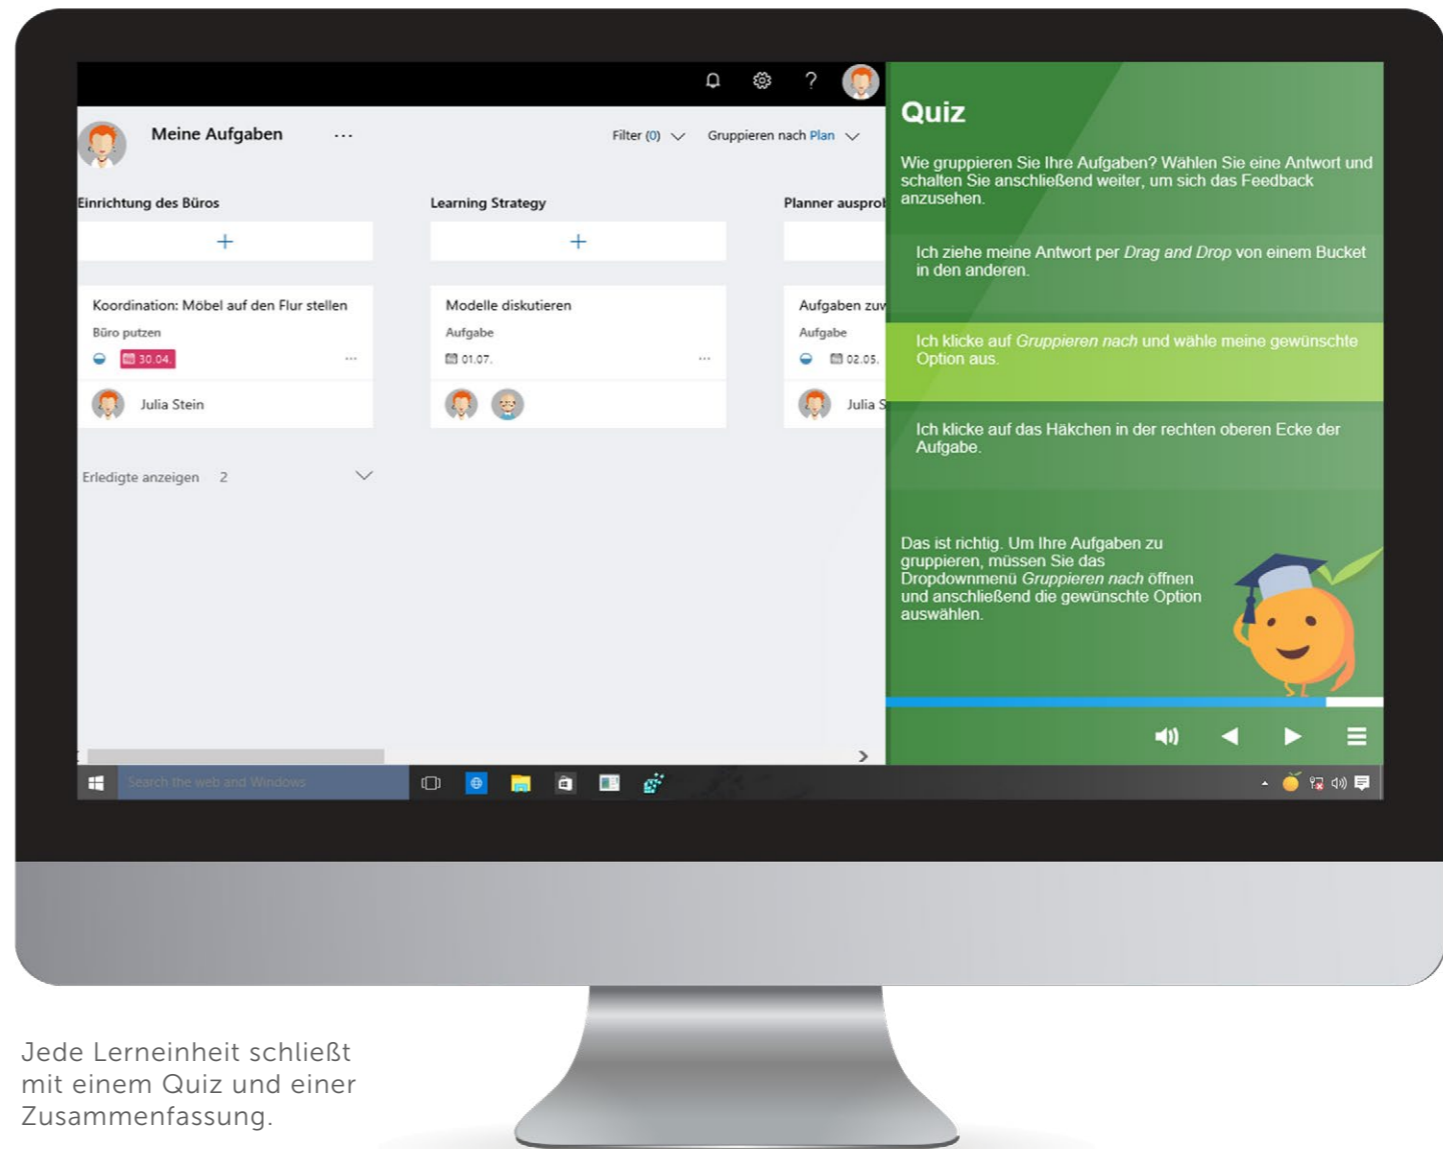 Meine Aufgaben ...
Filter (0) Gruppieren nach Plan
Einrichtung des Büros
Koordination: Möbel auf den Flur stellen
Büro putzen
30.04. ...
Julia Stein
Erledigte anzeigen 2
Learning Strategy
Modelle diskutieren
Aufgabe
01.07. ...
Planner
Aufgaben
Aufgabe
02.05.
Julia
Quiz
Wie gruppieren Sie Ihre Aufgaben? Wählen Sie eine Antwort und
schalten Sie anschließend weiter, um sich das Feedback
anzusehen.
Ich ziehe meine Antwort per Drag and Drop von einem Bucket
in den anderen.
Ich klicke auf Gruppieren nach und wähle meine gewünschte
Option aus.
Ich klicke auf das Häkchen in der rechten oberen Ecke der
Aufgabe.
Das ist richtig. Um Ihre Aufgaben zu
gruppieren, müssen Sie das
Dropdownmenü Gruppieren nach öffnen
und anschließend die gewünschte Option
auswählen.
Search the web and Windows
Jede Lerneinheit schließt
mit einem Quiz und einer
Zusammenfassung.